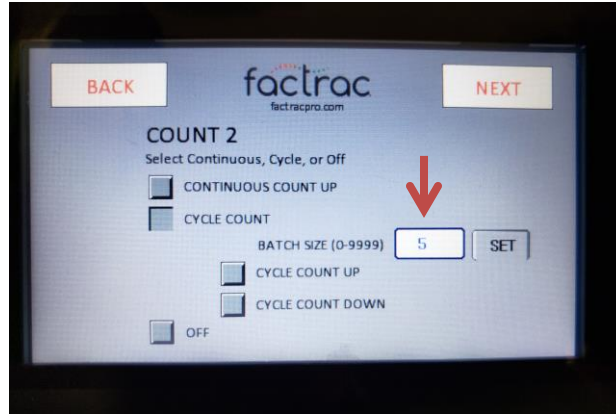 BACK
factrac
NEXT
factracpro.com
COUNT 2
Select Continuous, Cycle, or Off
CONTINUOUS COUNT UP
CYCLE COUNT
BATCH SIZE (0-9999) 5 SET
CYCLE COUNT UP
CYCLE COUNT DOWN
OFF